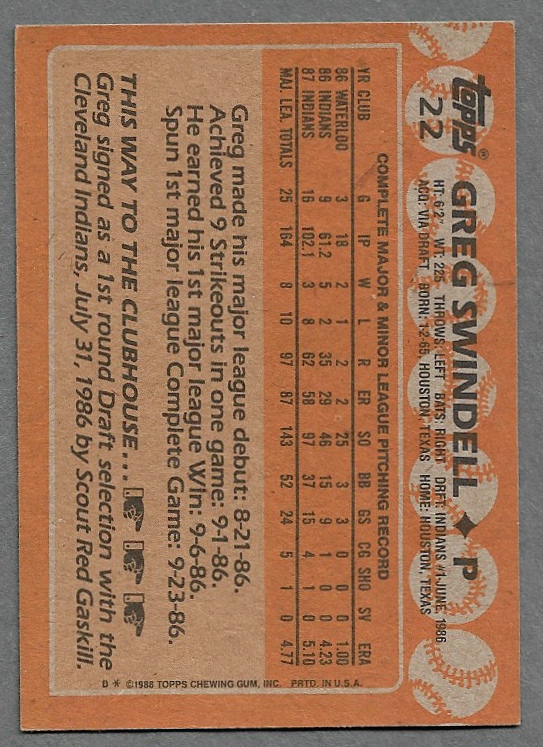 topps®
22
GREG SWINDELL ✦ P
HT: 6'2" WT: 225 THROWS: LEFT BATS: RIGHT DRFT: INDIANS #1-JUNE, 1986
ACQ: VIA DRAFT BORN: 1-2-65, HOUSTON, TEXAS HOME: HOUSTON, TEXAS
COMPLETE MAJOR & MINOR LEAGUE PITCHING RECORD
YR CLUB G IP W L R ER SO BB GS CG SHO SV ERA
86 WATERLOO 3 18 2 1 2 2 25 3 3 0 0 0 1.00
86 INDIANS 9 61.2 5 2 35 29 46 15 9 1 0 0 4.23
87 INDIANS 16 102.1 3 8 62 58 97 37 15 4 1 0 5.10
MAJ. LEA. TOTALS 25 164 8 10 97 87 143 52 24 5 1 0 4.77
Greg made his major league debut: 8-21-86.
Achieved 9 Strikeouts in one game: 9-1-86.
He earned his 1st major league Win: 9-6-86.
Spun 1st major league Complete Game: 9-23-86.
THIS WAY TO THE CLUBHOUSE...
Greg signed as a 1st round Draft selection with the
Cleveland Indians, July 31, 1986 by Scout Red Gaskill.
D * ©1988 TOPPS CHEWING GUM, INC. PRTD. IN U.S.A.